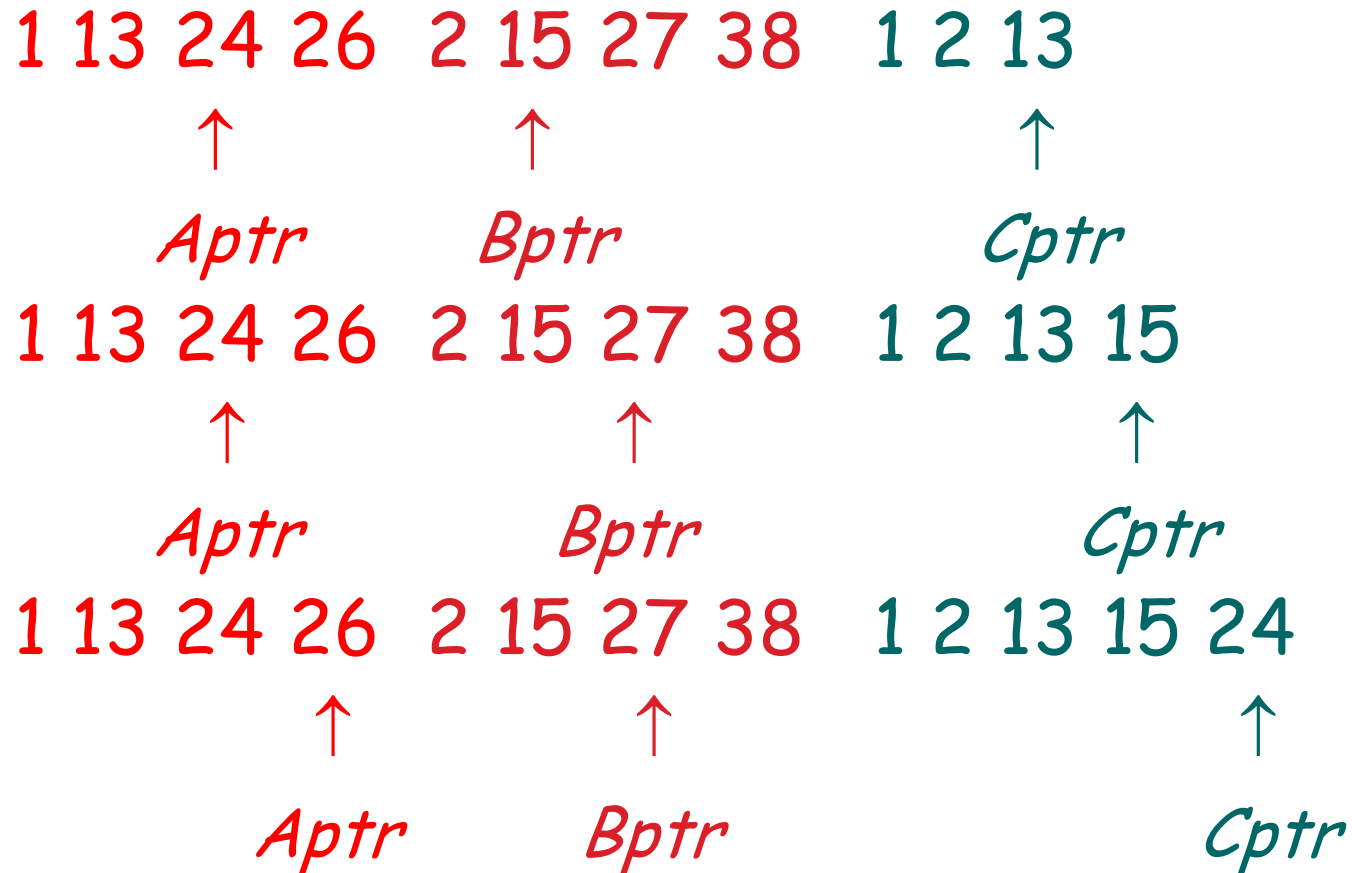 1 13 24 26 2 15 27 38 1 2 13
↑ ↑ ↑
Aptr Bptr Cptr
1 13 24 26 2 15 27 38 1 2 13 15
↑ ↑ ↑
Aptr Bptr Cptr
1 13 24 26 2 15 27 38 1 2 13 15 24
↑ ↑ ↑
Aptr Bptr Cptr